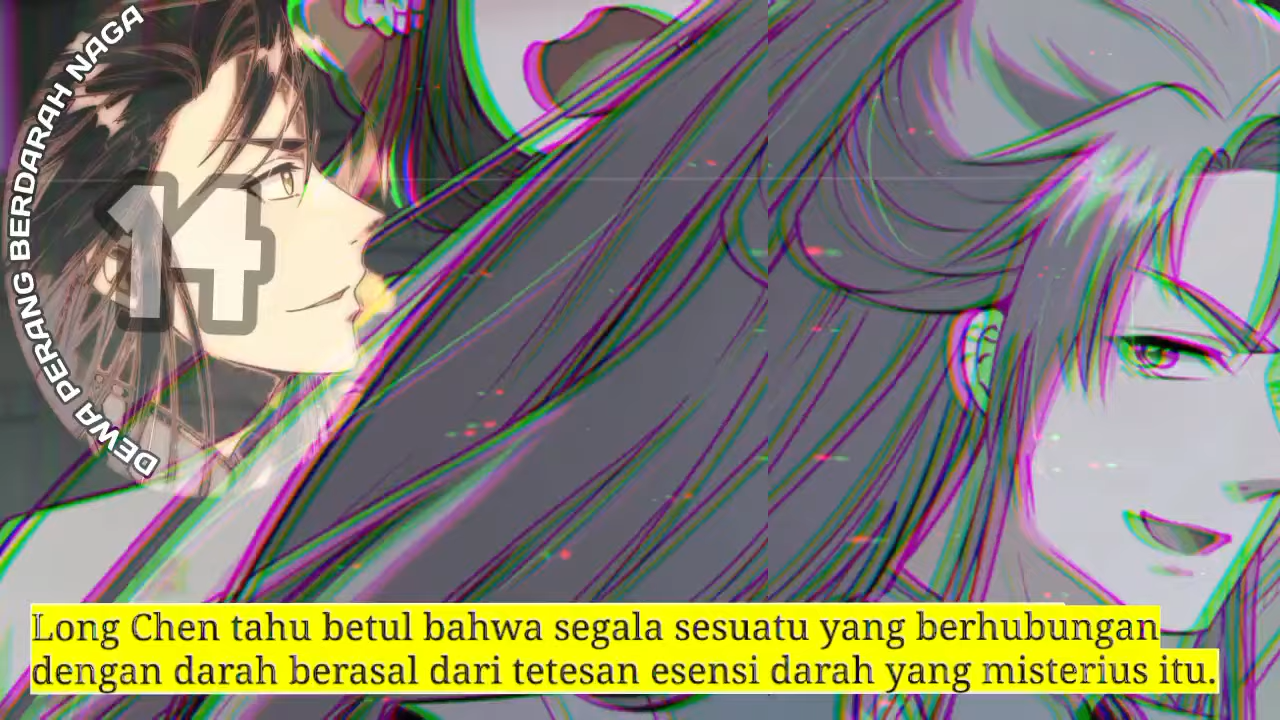 DEWA PERANG BERDARAH NAGA
14
Long Chen tahu betul bahwa segala sesuatu yang berhubungan
dengan darah berasal dari tetesan esensi darah yang misterius itu.